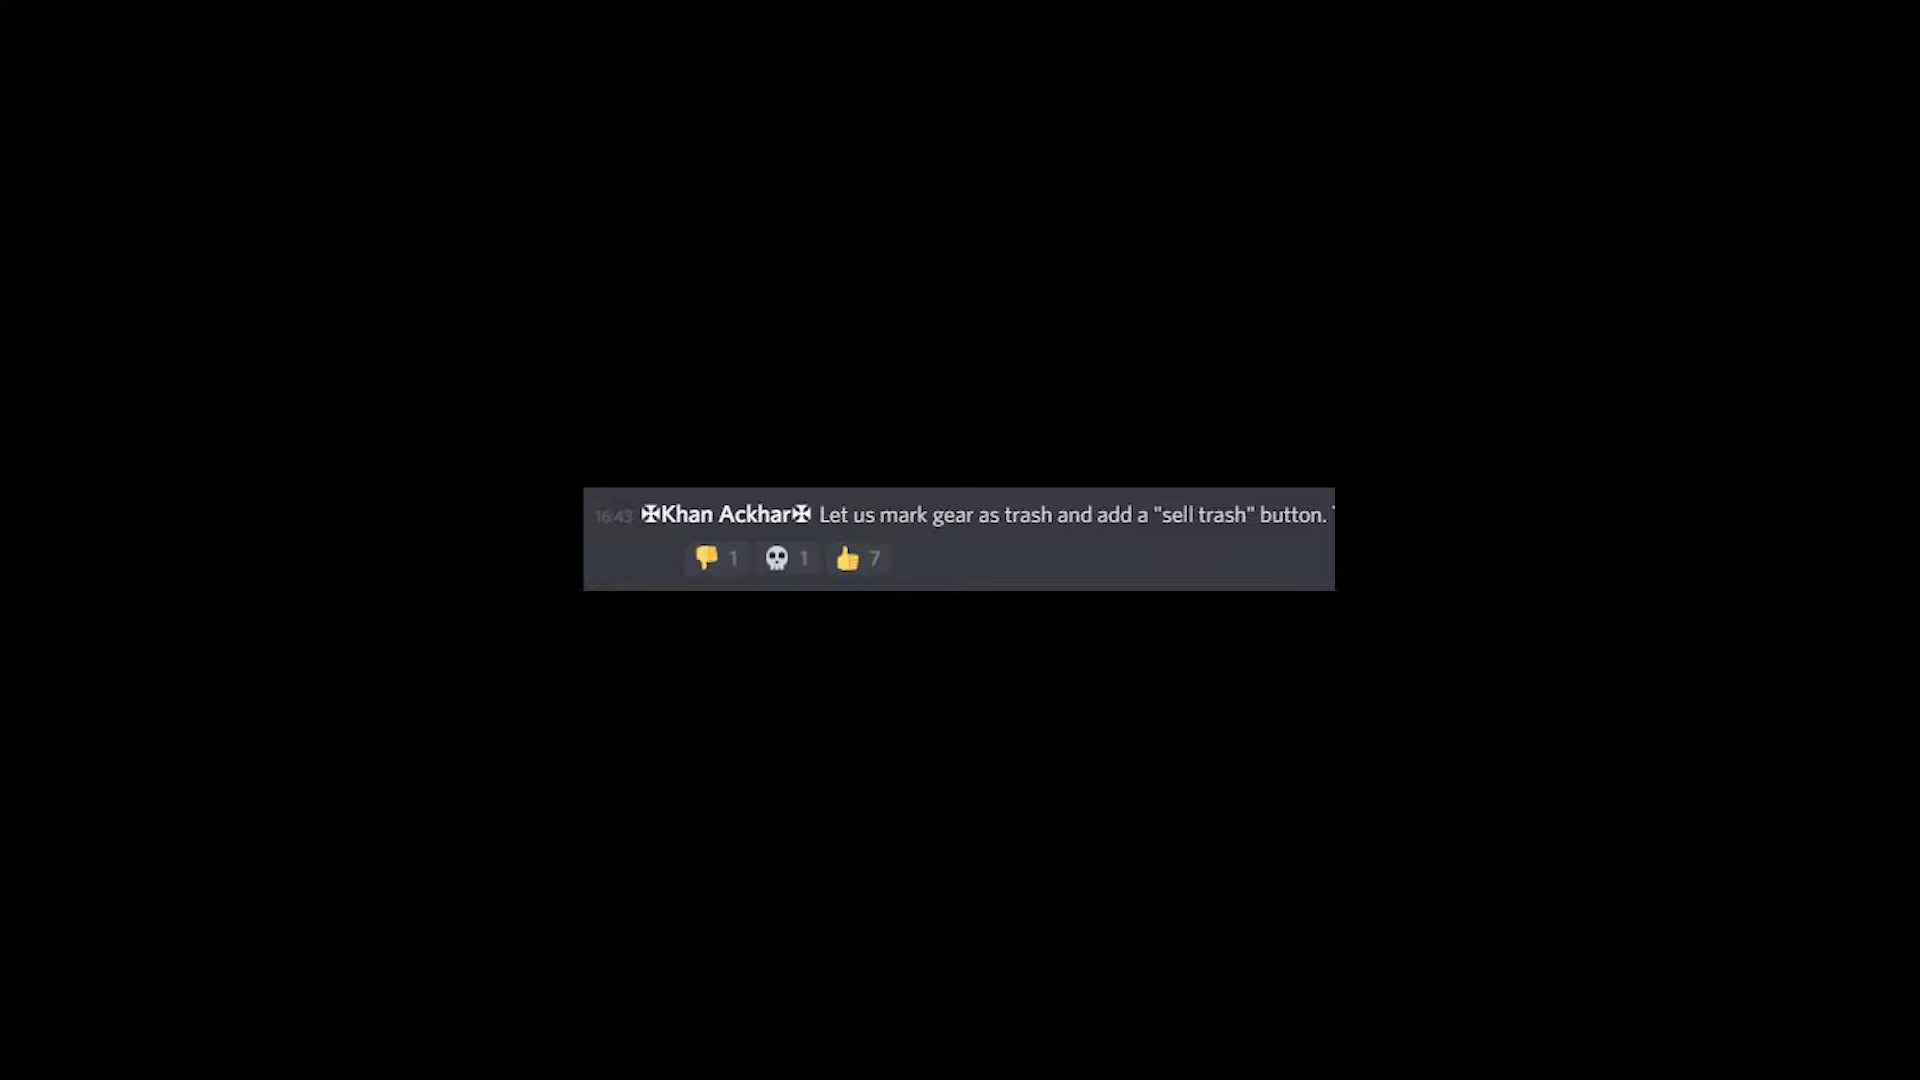 16:43 ✠Khan Ackhar✠ Let us mark gear as trash and add a "sell trash" button.
👎 1 💀 1 👍 7